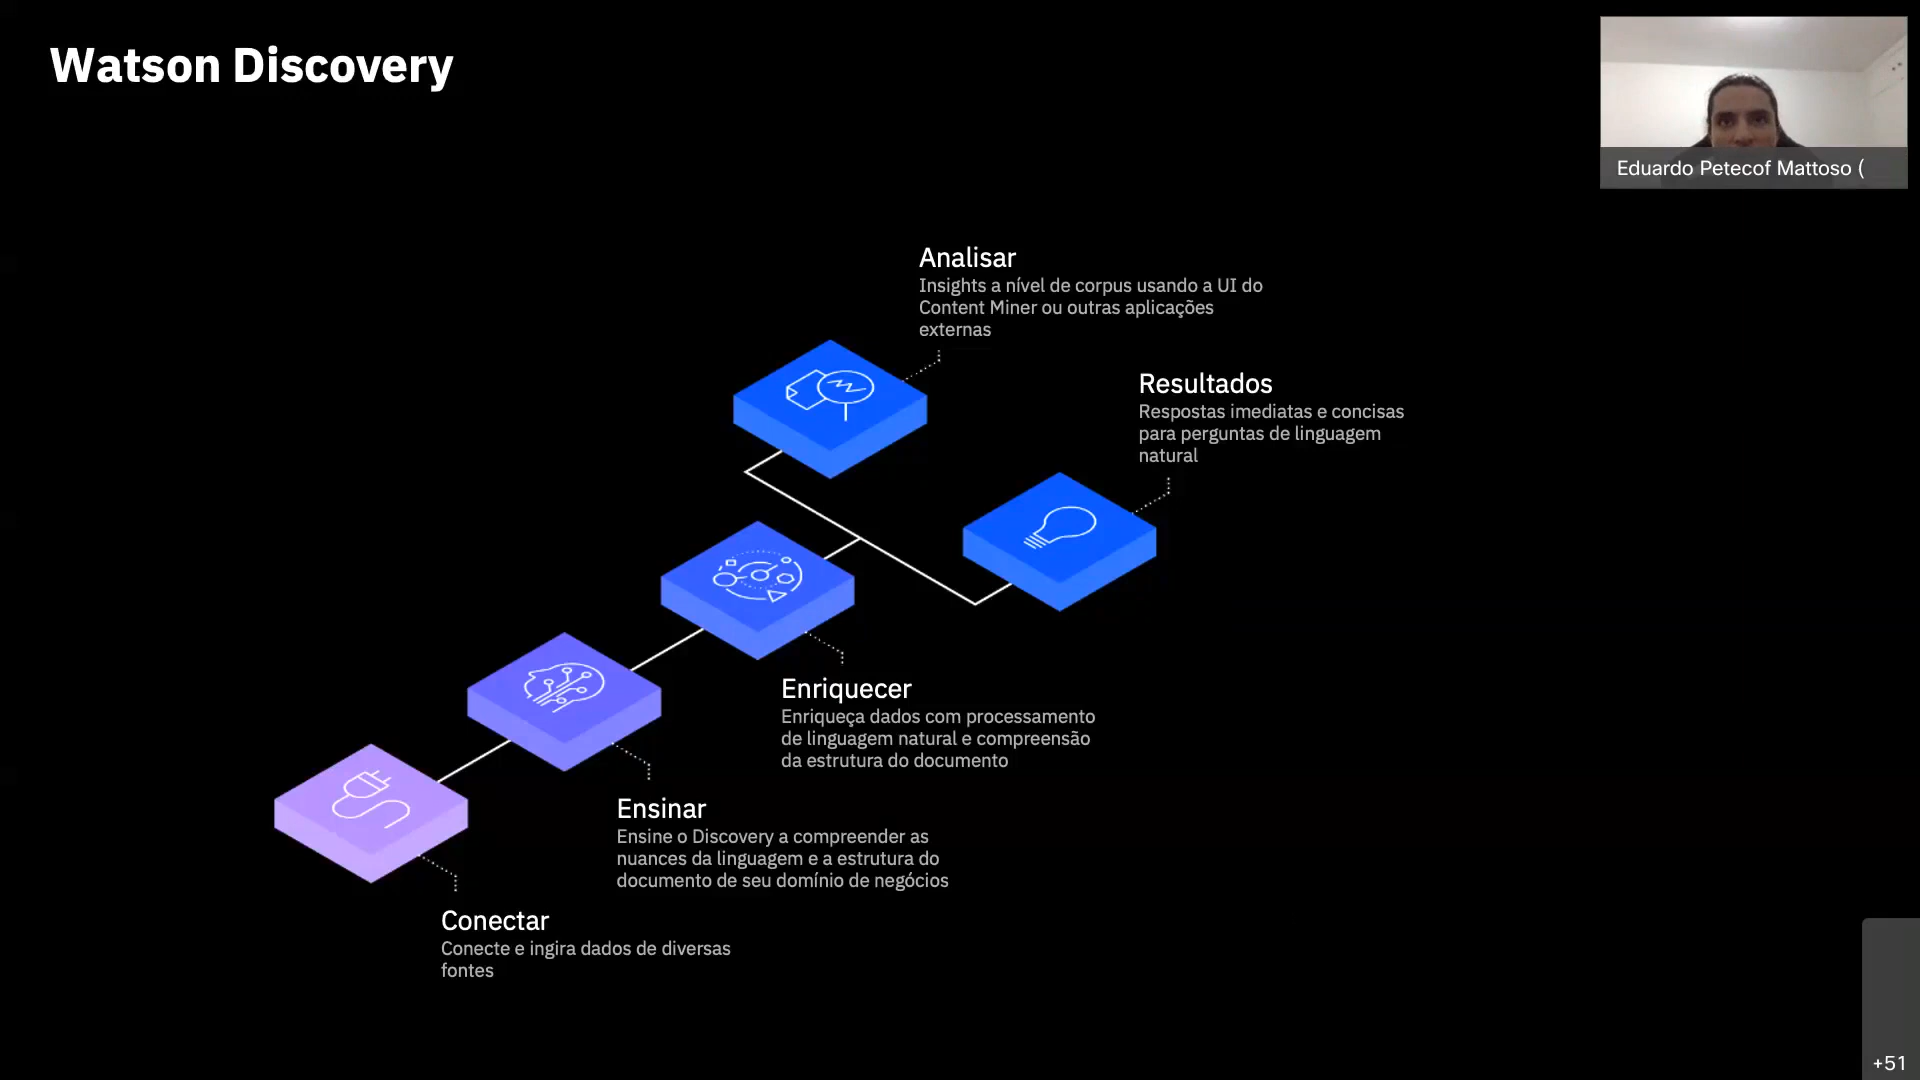 Watson Discovery
Eduardo Petecof Mattoso (
Analisar
Insights a nível de corpus usando a UI do
Content Miner ou outras aplicações
externas
Resultados
Respostas imediatas e concisas
para perguntas de linguagem
natural
Enriquecer
Enriqueça dados com processamento
de linguagem natural e compreensão
da estrutura do documento
Ensinar
Ensine o Discovery a compreender as
nuances da linguagem e a estrutura do
documento de seu domínio de negócios
Conectar
Conecte e ingira dados de diversas
fontes
+51